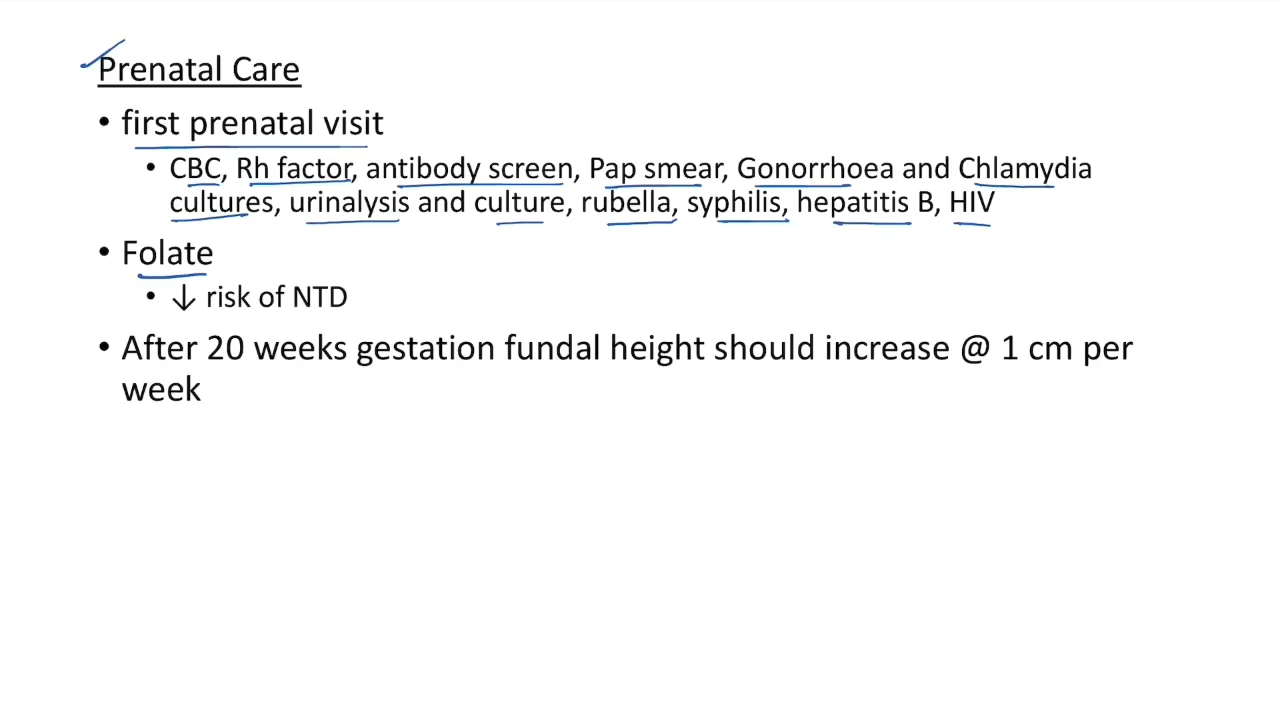 Prenatal Care
• first prenatal visit
• CBC, Rh factor, antibody screen, Pap smear, Gonorrhoea and Chlamydia
cultures, urinalysis and culture, rubella, syphilis, hepatitis B, HIV
• Folate
• ↓ risk of NTD
• After 20 weeks gestation fundal height should increase @ 1 cm per
week